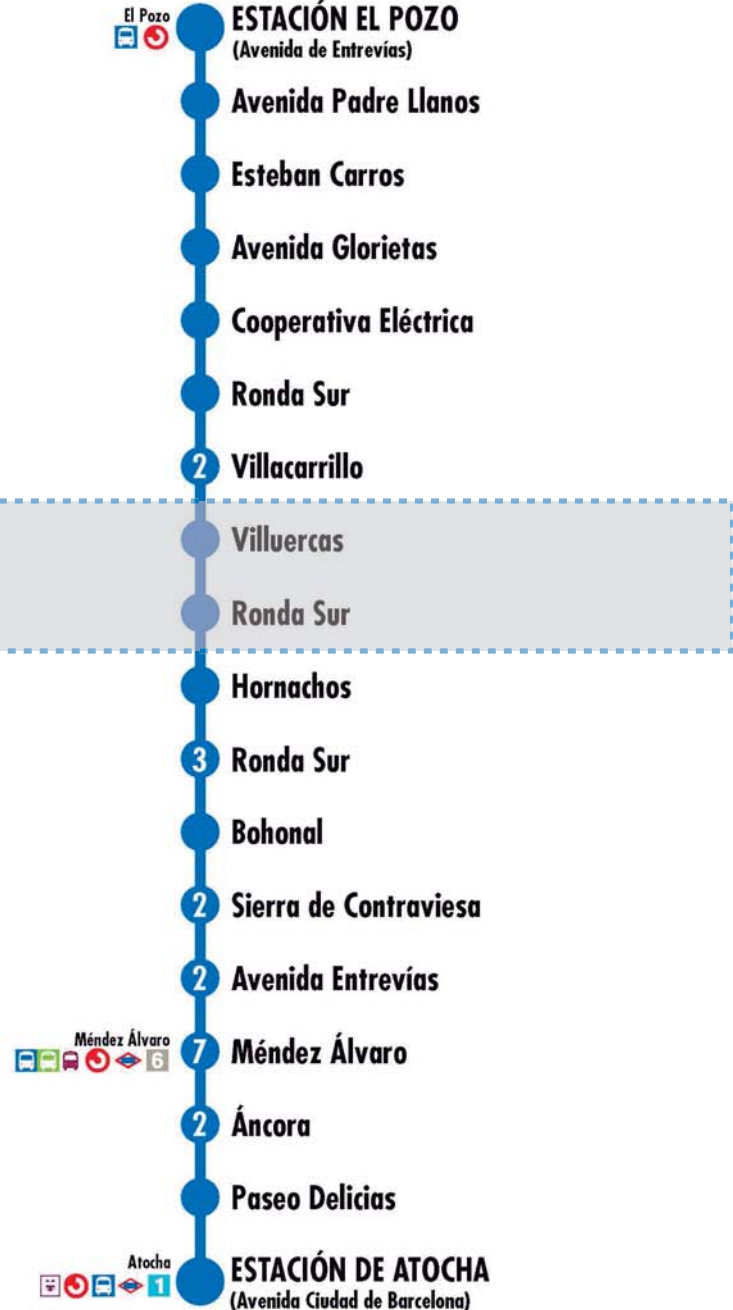 El Pozo
ESTACIÓN EL POZO
(Avenida de Entrevías)
Avenida Padre Llanos
Esteban Carros
Avenida Glorietas
Cooperativa Eléctrica
Ronda Sur
2 Villacarrillo
Villuercas
Ronda Sur
Hornachos
3 Ronda Sur
Bohonal
2 Sierra de Contraviesa
2 Avenida Entrevías
Méndez Álvaro
6
7 Méndez Álvaro
2 Áncora
Paseo Delicias
Atocha
1
ESTACIÓN DE ATOCHA
(Avenida Ciudad de Barcelona)